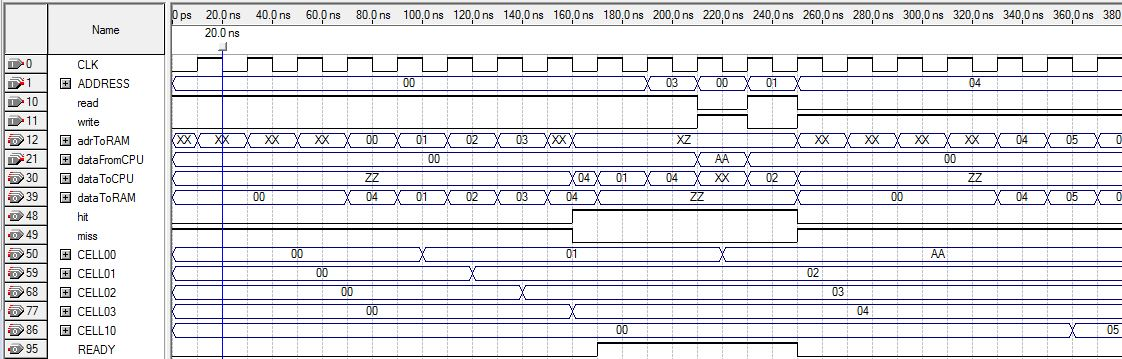 Name
0 ps 20.0 ns 40.0 ns 60.0 ns 80.0 ns 100.0 ns 120.0 ns 140.0 ns 160.0 ns 180.0 ns 200.0 ns 220.0 ns 240.0 ns 260.0 ns 280.0 ns 300.0 ns 320.0 ns 340.0 ns 360.0 ns 380.
20.0 ns
0 CLK
1 ADDRESS 00 03 00 01 04
10 read
11 write
12 adrToRAM XX XX XX XX 00 01 02 03 XX XZ XX XX XX XX 04 05 0
21 dataFromCPU 00 AA 00
30 dataToCPU ZZ 04 01 04 XX 02 ZZ
39 dataToRAM 00 04 01 02 03 04 ZZ 00 04 05 0
48 hit
49 miss
50 CELL00 00 01 AA
59 CELL01 00 02
68 CELL02 00 03
77 CELL03 00 04
86 CELL10 00 05
95 READY